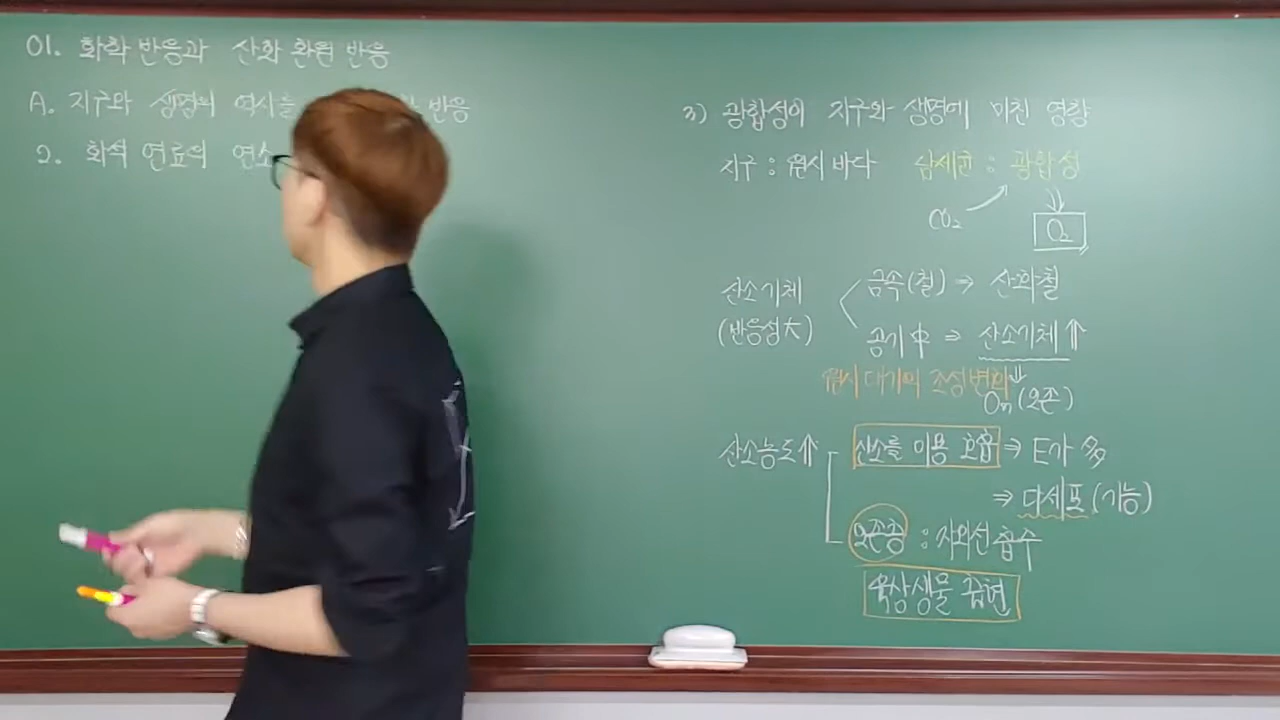 01. 화학 반응과 산화 환원 반응
A. 지구와 생명의 역사를 반응
2. 화석 연료의 연소
3) 광합성이 지구와 생명에 미친 영향
지구 : 원시 바다 남세균 : 광합성
CO₂ O₂
산소기체 금속(철) ⇒ 산화철
(반응성大) 공기 中 ⇒ 산소기체⇑
원시 대기의 조성변화 ⇓
O₃ (오존)
산소농도⇑ 산소를 이용 호흡 ⇒ E가 多
⇒ 다세포 (기능)
오존층 : 자외선 흡수
육상생물 출현